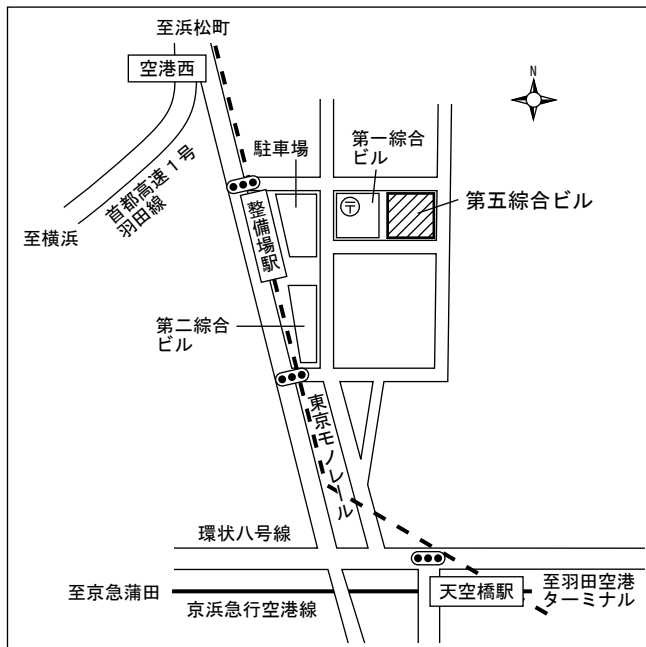 至浜松町
空港西
N
駐車場
第一綜合
ビル
〒
首都高速1号
羽田線
第五綜合ビル
至横浜
整備場駅
第二綜合
ビル
東京モノレール
環状八号線
至京急蒲田
京浜急行空港線
天空橋駅
至羽田空港
ターミナル